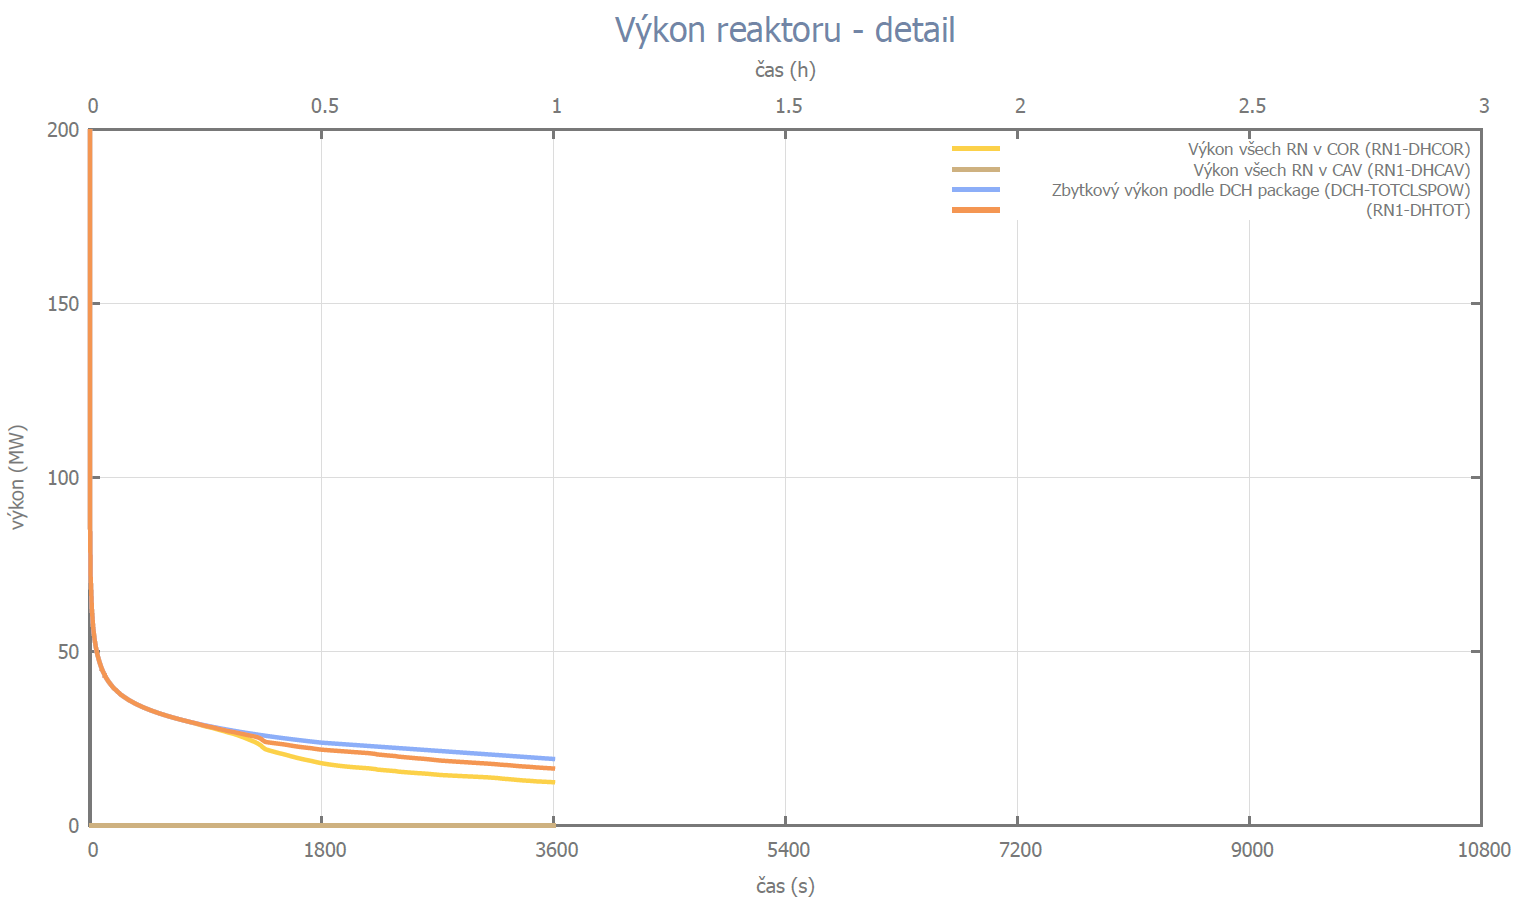 Výkon reaktoru - detail
čas (h)
0 0.5 1 1.5 2 2.5 3
200
150
100
50
0
výkon (MW)
Výkon všech RN v COR (RN1-DHCOR)
Výkon všech RN v CAV (RN1-DHCAV)
Zbytkový výkon podle DCH package (DCH-TOTCLSPOW)
(RN1-DHTOT)
0 1800 3600 5400 7200 9000 10800
čas (s)